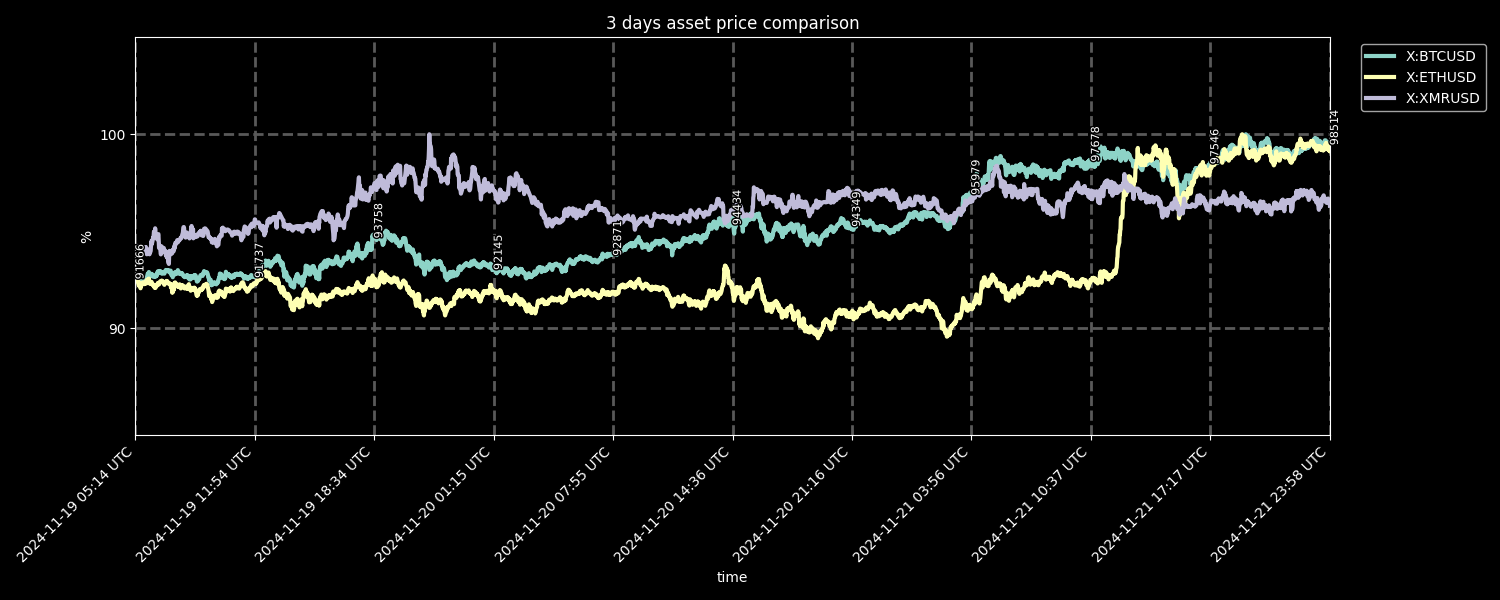 3 days asset price comparison
X:BTCUSD
X:ETHUSD
X:XMRUSD
100
90
%
91666
91737
93758
92145
92871
94434
94349
95979
97678
97546
98514
2024-11-19 05:14 UTC
2024-11-19 11:54 UTC
2024-11-19 18:34 UTC
2024-11-20 01:15 UTC
2024-11-20 07:55 UTC
2024-11-20 14:36 UTC
2024-11-20 21:16 UTC
2024-11-21 03:56 UTC
2024-11-21 10:37 UTC
2024-11-21 17:17 UTC
2024-11-21 23:58 UTC
time